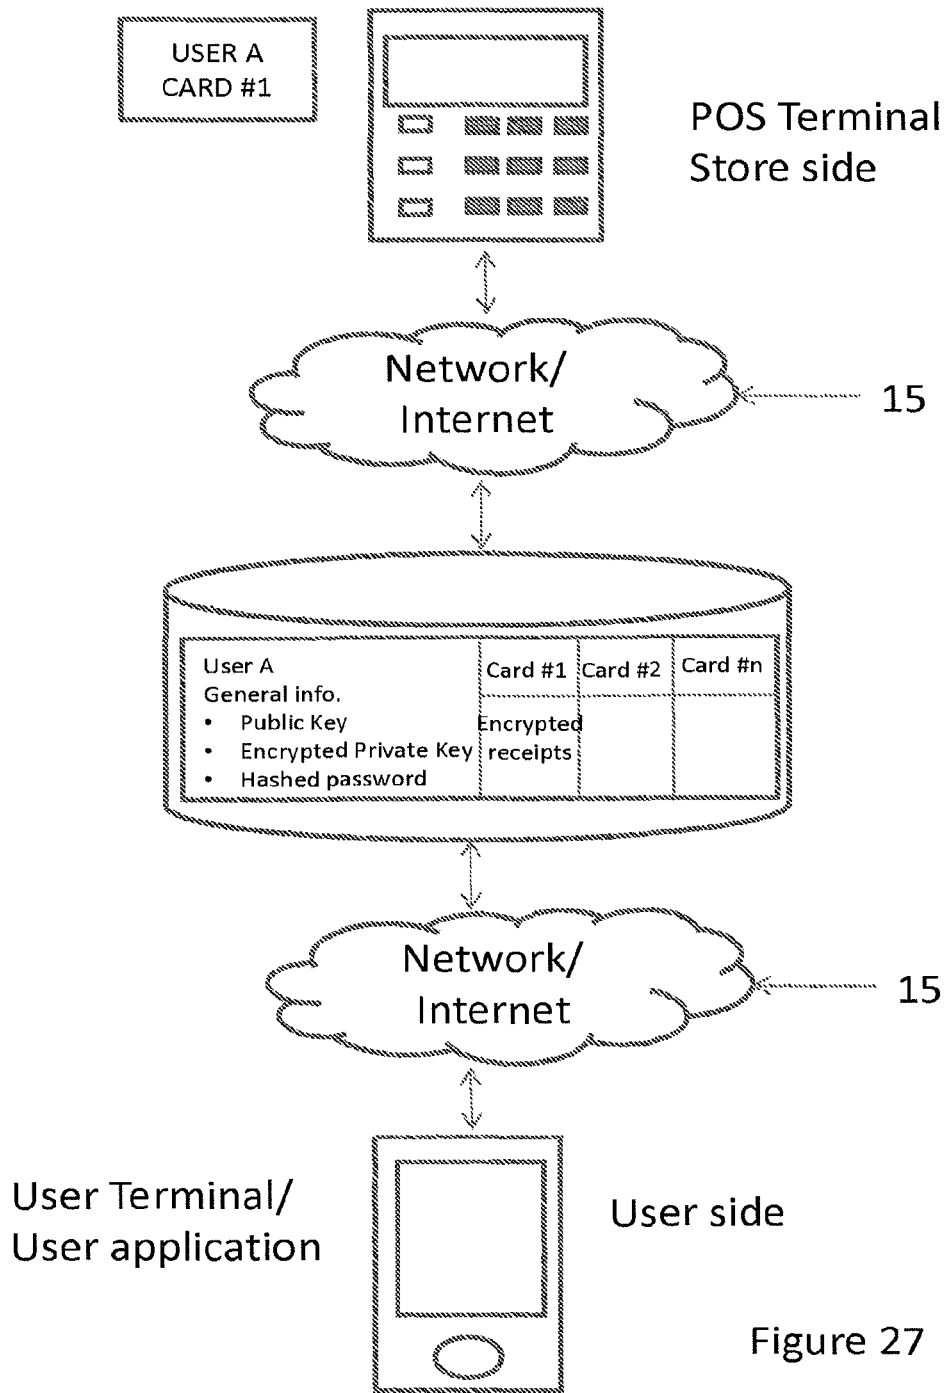 USER A
CARD #1
POS Terminal
Store side
Network/
Internet
15
User A
General info.
• Public Key
• Encrypted Private Key
• Hashed password
Card #1
Card #2
Card #n
Encrypted
receipts
Network/
Internet
15
User Terminal/
User application
User side
Figure 27